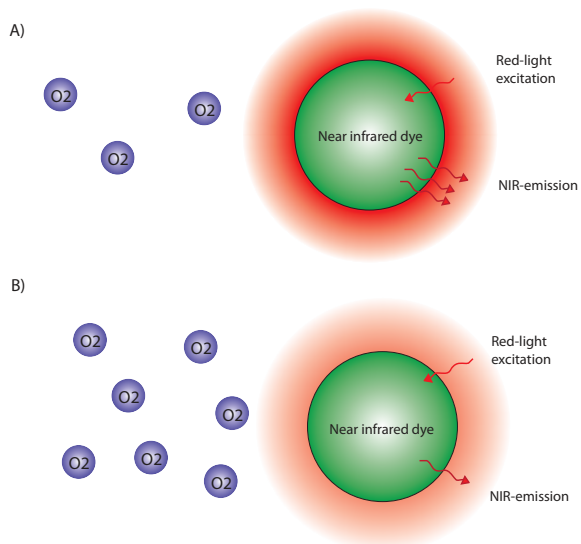 A)
O2
O2
O2
Near infrared dye
Red-light
excitation
NIR-emission
B)
O2
O2
O2
O2
O2
O2
O2
Near infrared dye
Red-light
excitation
NIR-emission